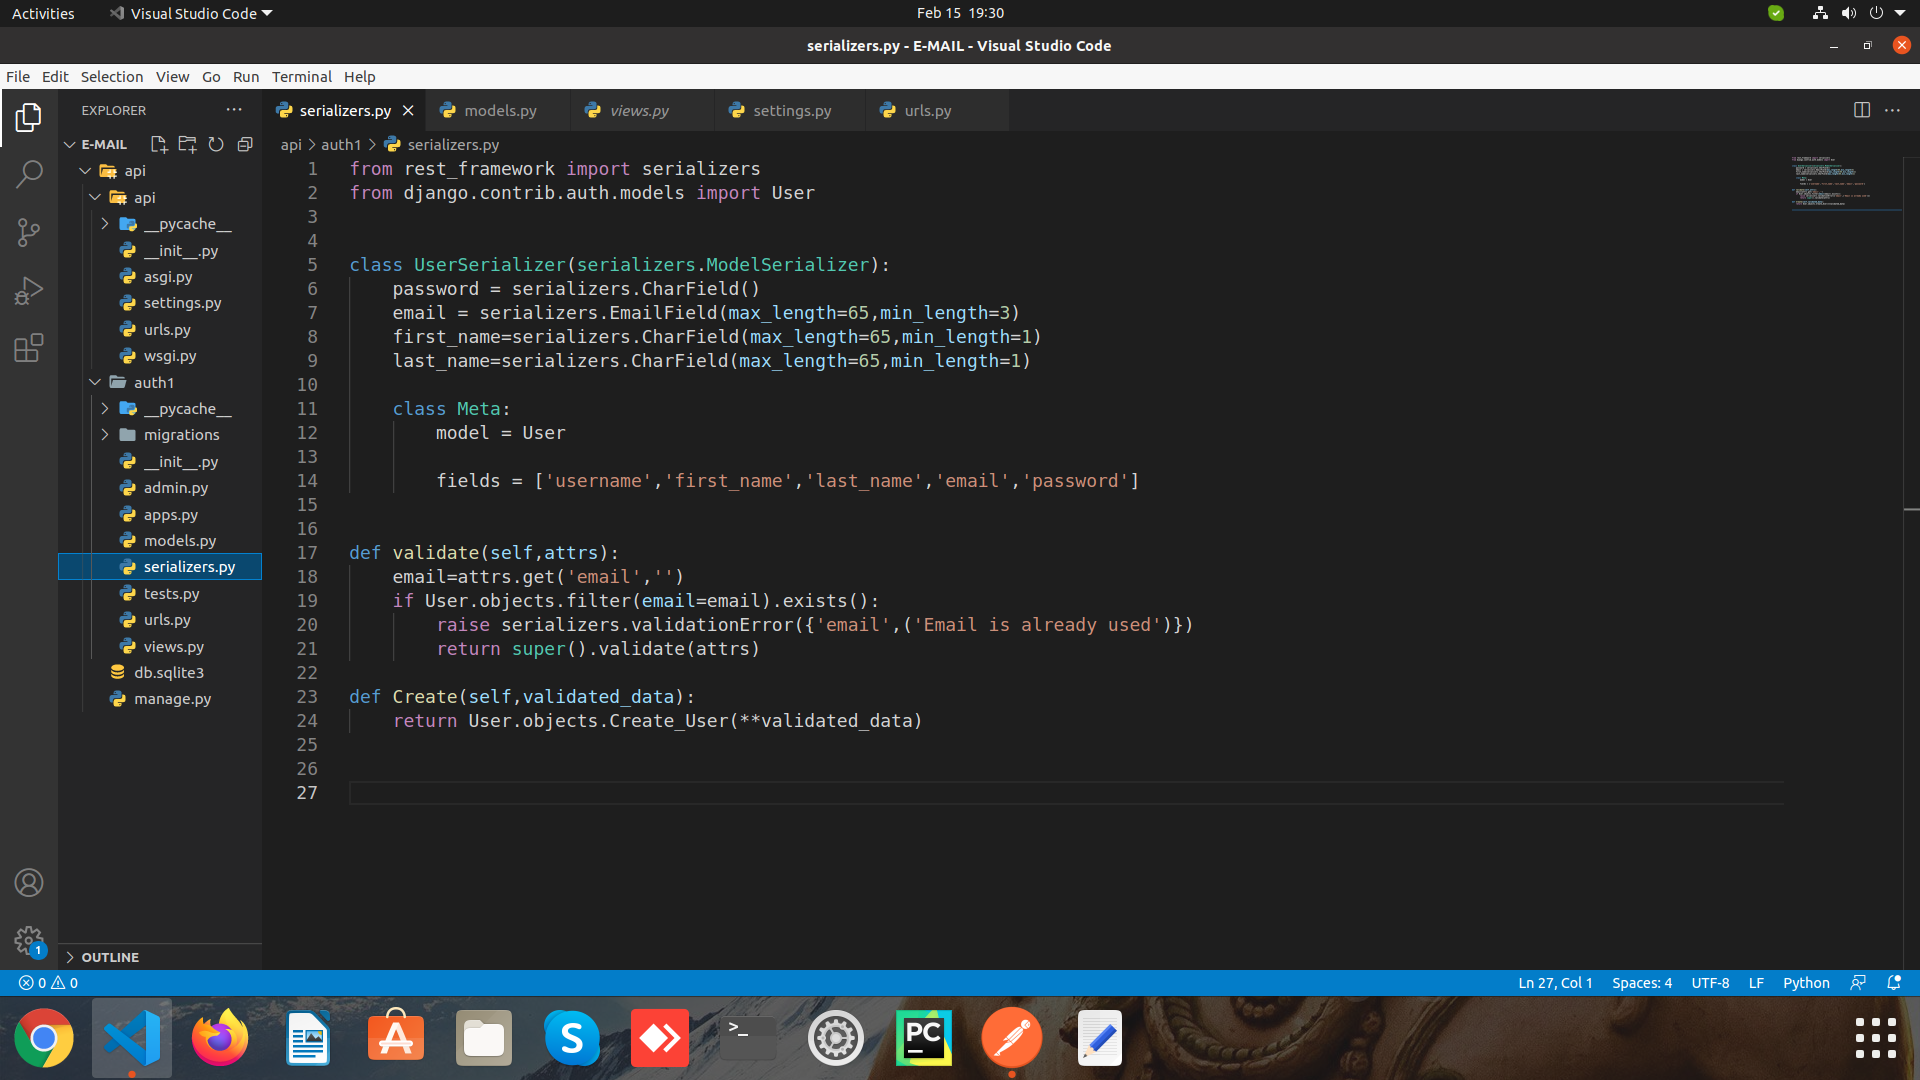 Activities
Visual Studio Code
Feb 15 19:30
serializers.py - E-MAIL - Visual Studio Code
File Edit Selection View Go Run Terminal Help
EXPLORER
E-MAIL
api
api
__pycache__
__init__.py
asgi.py
settings.py
urls.py
wsgi.py
auth1
__pycache__
migrations
__init__.py
admin.py
apps.py
models.py
serializers.py
tests.py
urls.py
views.py
db.sqlite3
manage.py
OUTLINE
1
serializers.py
models.py
views.py
settings.py
urls.py
api > auth1 > serializers.py
1 from rest_framework import serializers
2 from django.contrib.auth.models import User
3
4
5 class UserSerializer(serializers.ModelSerializer):
6     password = serializers.CharField()
7     email = serializers.EmailField(max_length=65,min_length=3)
8     first_name=serializers.CharField(max_length=65,min_length=1)
9     last_name=serializers.CharField(max_length=65,min_length=1)
10
11     class Meta:
12         model = User
13
14         fields = ['username','first_name','last_name','email','password']
15
16
17 def validate(self,attrs):
18     email=attrs.get('email','')
19     if User.objects.filter(email=email).exists():
20         raise serializers.validationError({'email',('Email is already used')})
21         return super().validate(attrs)
22
23 def Create(self,validated_data):
24     return User.objects.Create_User(**validated_data)
25
26
27
0 0
Ln 27, Col 1
Spaces: 4
UTF-8
LF
Python
A
S
>_
PC